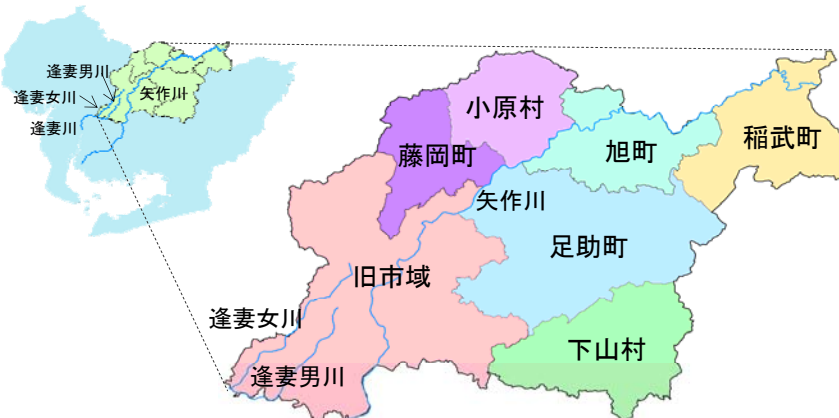 逢妻男川
逢妻女川
矢作川
逢妻川
小原村
藤岡町
旭町
稲武町
矢作川
足助町
旧市域
逢妻女川
下山村
逢妻男川